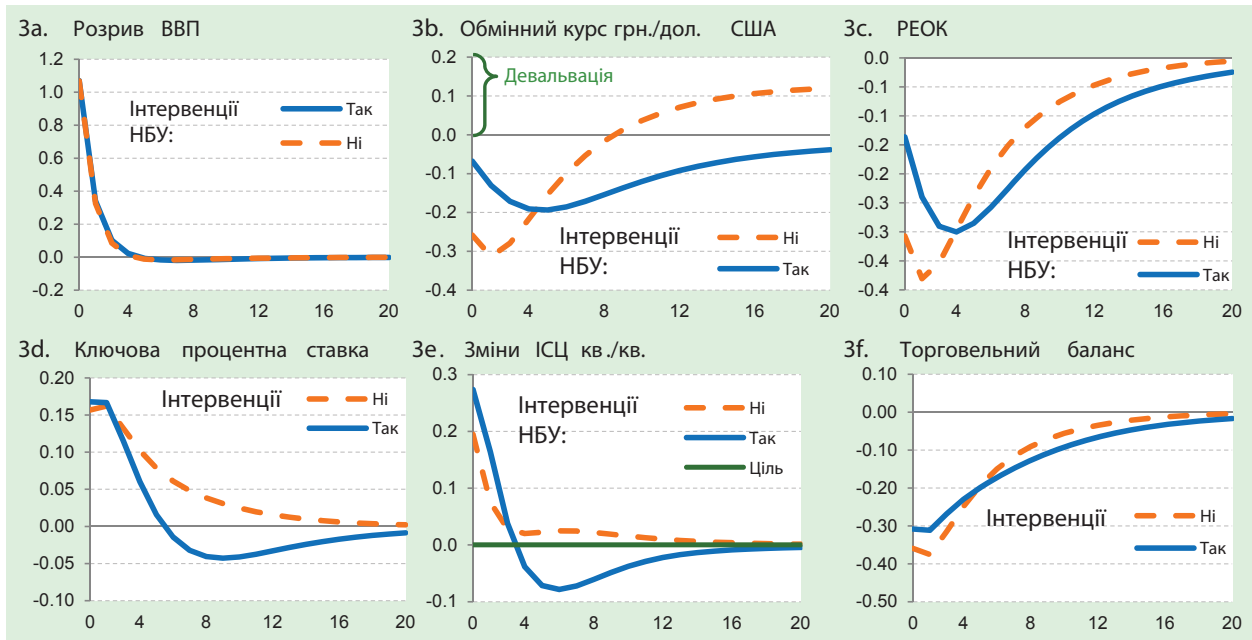 3a. Розрив ВВП
1.2
1.0
0.8
0.6
0.4
0.2
0.0
-0.2
0 4 8 12 16 20
Інтервенції
НБУ:
Так
Ні
3b. Обмінний курс грн./дол. США
0.2
0.1
0.0
-0.1
-0.2
-0.3
-0.4
0 4 8 12 16 20
Девальвація
Інтервенції
НБУ:
Ні
Так
3c. РЕОК
0.0
-0.1
-0.1
-0.2
-0.2
-0.3
-0.3
-0.4
-0.4
0 4 8 12 16 20
Інтервенції
НБУ:
Ні
Так
3d. Ключова процентна ставка
0.20
0.15
0.10
0.05
0.00
-0.05
-0.10
0 4 8 12 16 20
Інтервенції
Ні
Так
3e. Зміни ІСЦ кв./кв.
0.3
0.2
0.1
0.0
-0.1
0 4 8 12 16 20
Інтервенції
НБУ:
Ні
Так
Ціль
3f. Торговельний баланс
0.10
0.00
-0.10
-0.20
-0.30
-0.40
-0.50
0 4 8 12 16 20
Інтервенції
Ні
Так